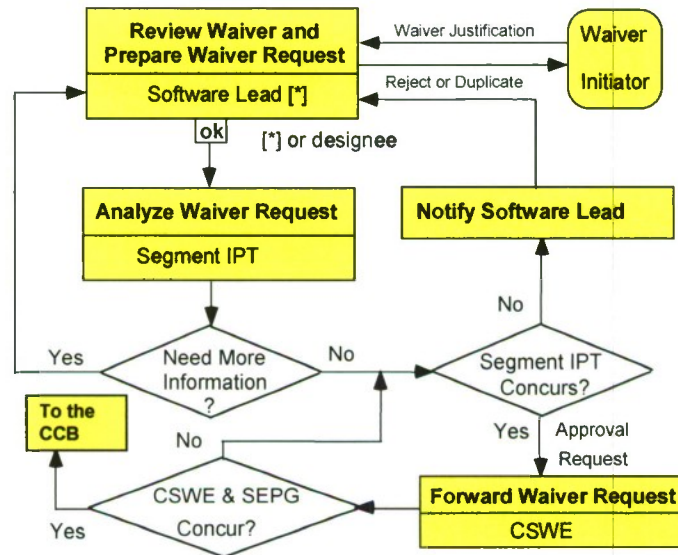 Review Waiver and
Prepare Waiver Request
Software Lead [*]
ok
[*] or designee
Waiver Justification
Reject or Duplicate
Waiver
Initiator
Analyze Waiver Request
Segment IPT
Notify Software Lead
No
Yes
Need More
Information
?
No
Segment IPT
Concurs?
To the
CCB
No
Yes
Approval
Request
CSWE & SEPG
Concur?
Yes
Forward Waiver Request
CSWE